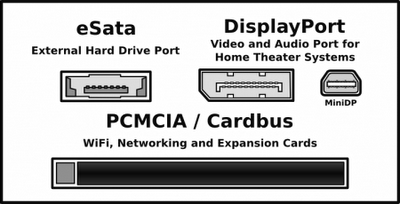 eSata
External Hard Drive Port
DisplayPort
Video and Audio Port for
Home Theater Systems
MiniDP
PCMCIA / Cardbus
WiFi, Networking and Expansion Cards